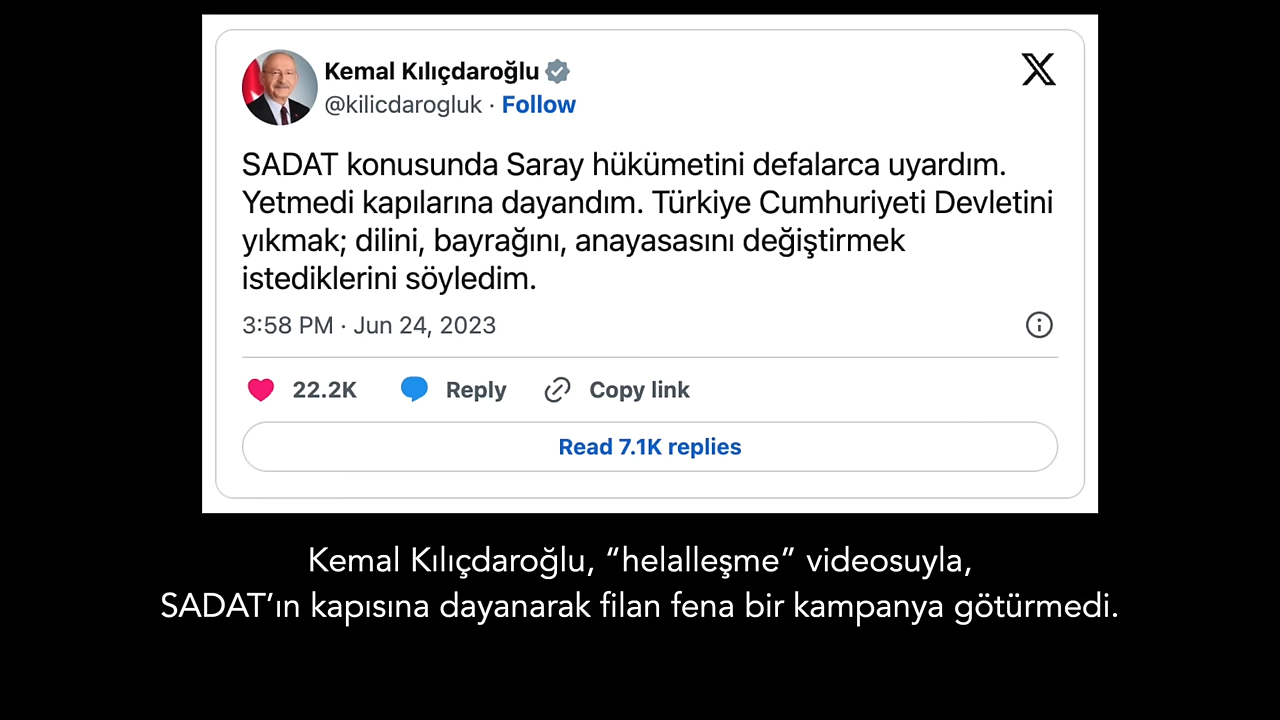 Kemal Kılıçdaroğlu
@kilicdarogluk · Follow
SADAT konusunda Saray hükümetini defalarca uyardım.
Yetmedi kapılarına dayandım. Türkiye Cumhuriyeti Devletini
yıkmak; dilini, bayrağını, anayasasını değiştirmek
istediklerini söyledim.
3:58 PM · Jun 24, 2023
22.2K Reply Copy link
Read 7.1K replies
Kemal Kılıçdaroğlu, “helalleşme” videosuyla,
SADAT’ın kapısına dayanarak filan fena bir kampanya götürmedi.